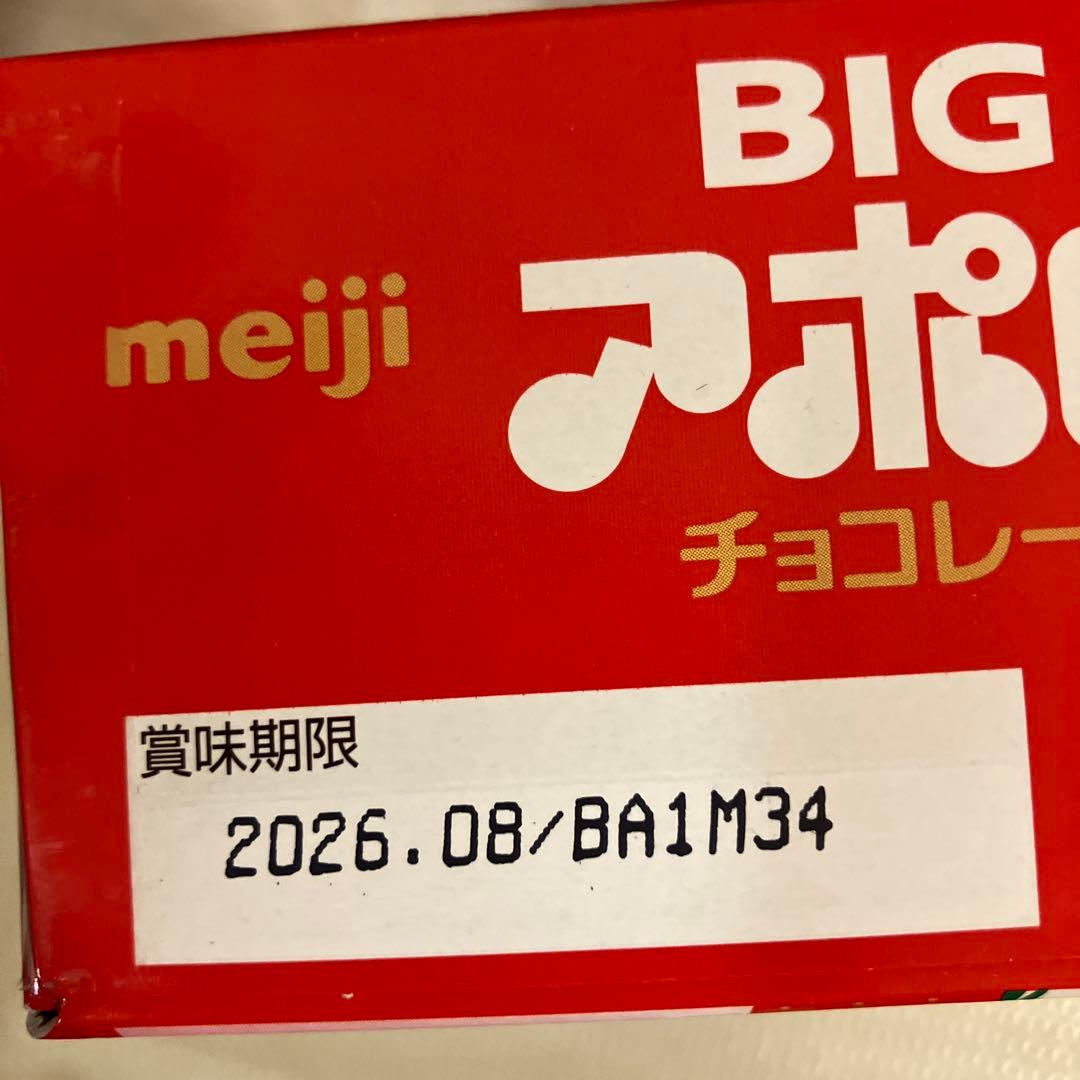 BIG
アポ
meiji
チョコレー
賞味期限
2026.08/BA1M34